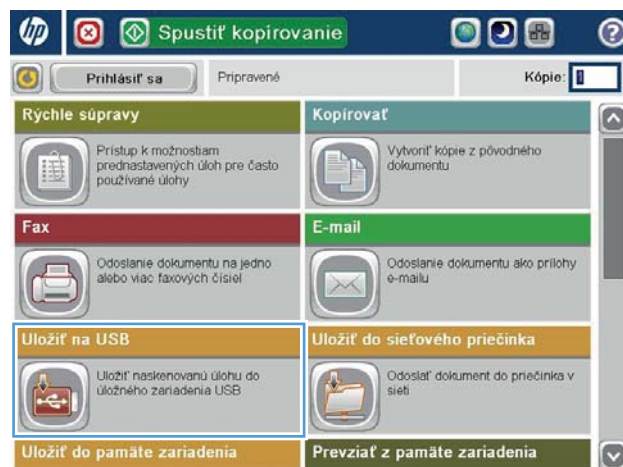 hp
Spustiť kopírovanie
?
Prihlásiť sa
Pripravené
Kópie: 1
Rýchle súpravy
Prístup k možnostiam
prednastavených úloh pre často
používané úlohy
Kopírovať
Vytvoriť kópie z pôvodného
dokumentu
Fax
Odoslanie dokumentu na jedno
alebo viac faxových čísiel
E-mail
Odoslanie dokumentu ako prílohy
e-mailu
Uložiť na USB
Uložiť naskenovanú úlohu do
úložného zariadenia USB
Uložiť do sieťového priečinka
Odoslať dokument do priečinka v
sieti
Uložiť do pamäte zariadenia
Prevziať z pamäte zariadenia